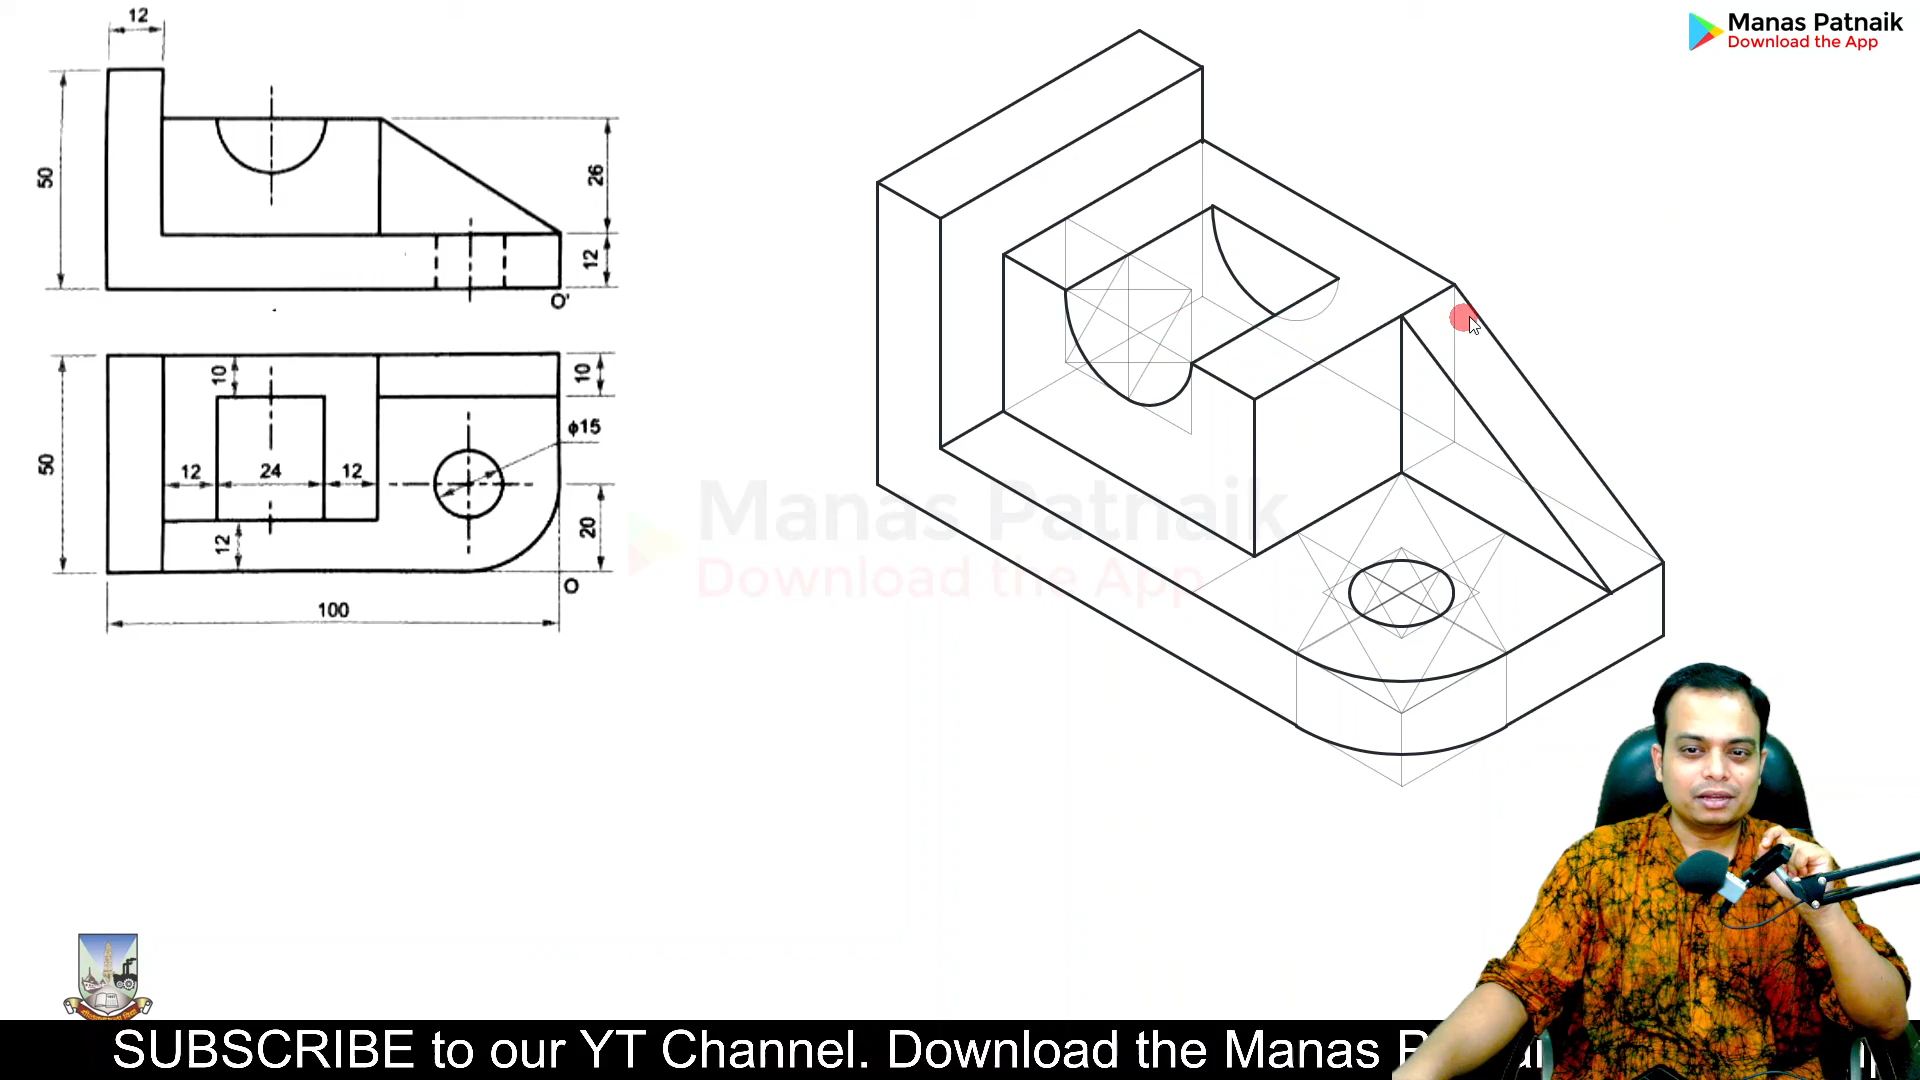 12
Manas Patnaik
Download the App
50
26
12
O'
10
10
ϕ15
50
12
24
12
20
12
O
100
Manas Patnaik
Download the App
SUBSCRIBE to our YT Channel. Download the Manas